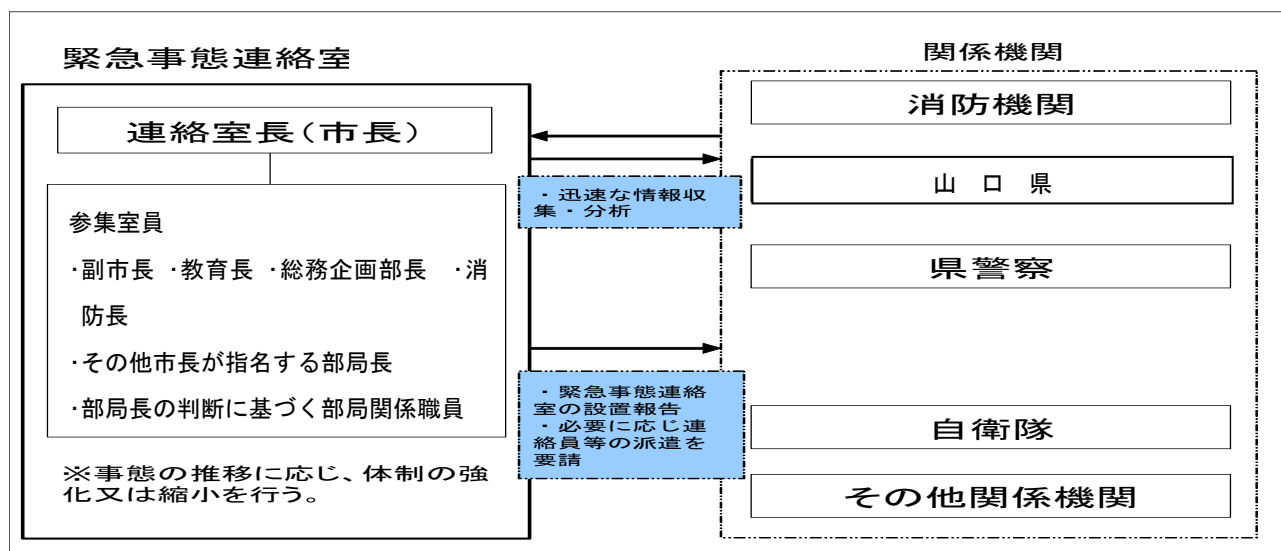 緊急事態連絡室
連絡室長(市長)
参集室員
・副市長 ・教育長 ・総務企画部長 ・消
防長
・その他市長が指名する部局長
・部局長の判断に基づく部局関係職員
※事態の推移に応じ、体制の強
化又は縮小を行う。
・迅速な情報収
集・分析
・緊急事態連絡
室の設置報告
・必要に応じ連
絡員等の派遣を
要請
関係機関
消防機関
山 口 県
県警察
自衛隊
その他関係機関